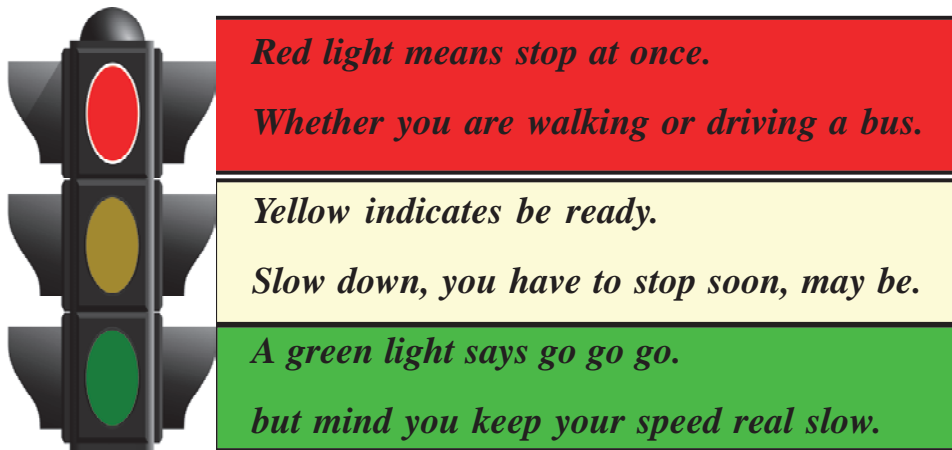 Red light means stop at once.
Whether you are walking or driving a bus.
Yellow indicates be ready.
Slow down, you have to stop soon, may be.
A green light says go go go.
but mind you keep your speed real slow.